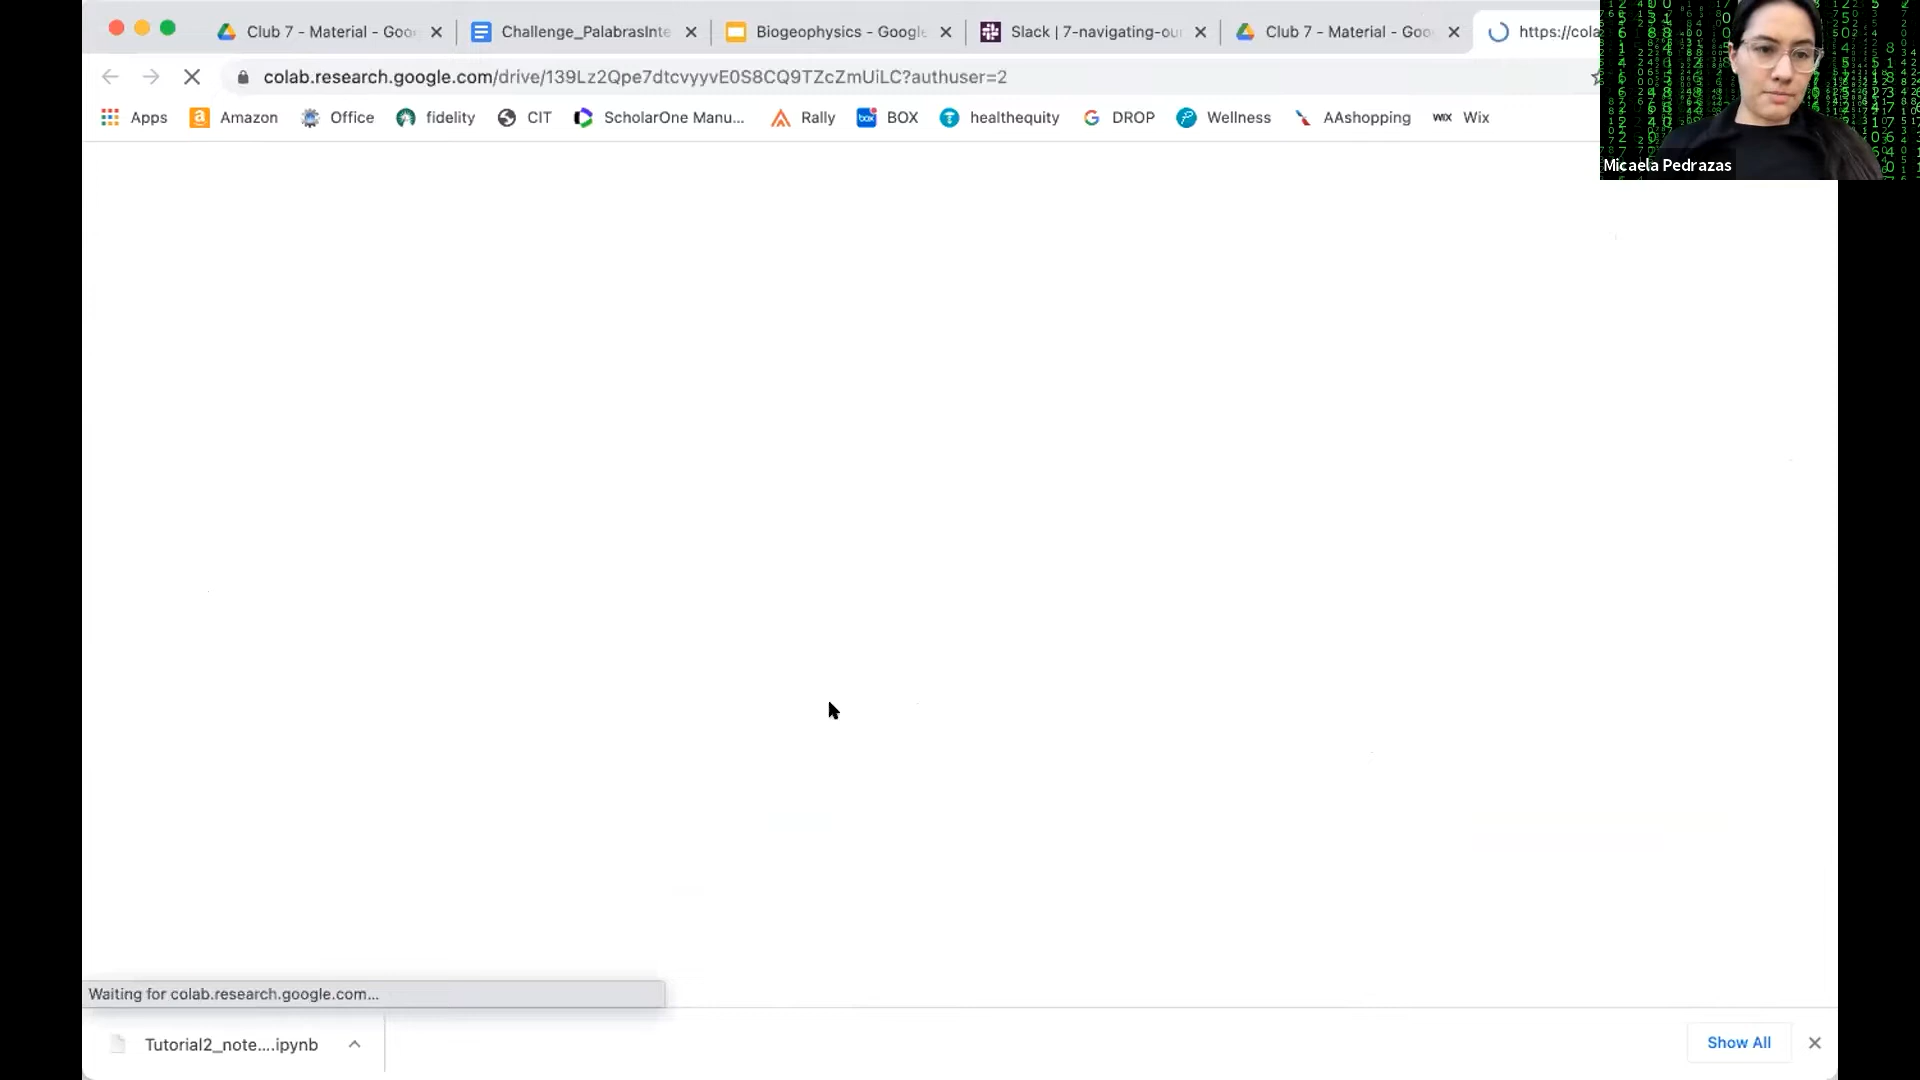 Club 7 - Material - Goo
Challenge_PalabrasInte
Biogeophysics - Google
Slack | 7-navigating-ou
Club 7 - Material - Goo
https://cola
colab.research.google.com/drive/139Lz2Qpe7dtcvyyvE0S8CQ9TZcZmUiLC?authuser=2
Apps
Amazon
Office
fidelity
CIT
ScholarOne Manu...
Rally
BOX
healthequity
DROP
Wellness
AAshopping
WIX Wix
Micaela Pedrazas
Waiting for colab.research.google.com...
Tutorial2_note....ipynb
Show All